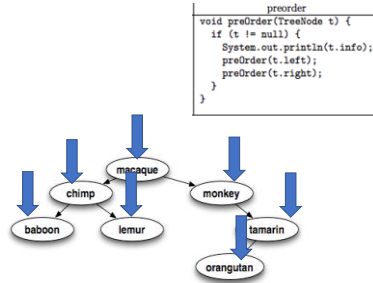 preorder
void preOrder(TreeNode t) {
if (t != null) {
System.out.println(t.info);
preOrder(t.left);
preOrder(t.right);
}
}
macaque
chimp
monkey
baboon
lemur
tamarin
orangutan